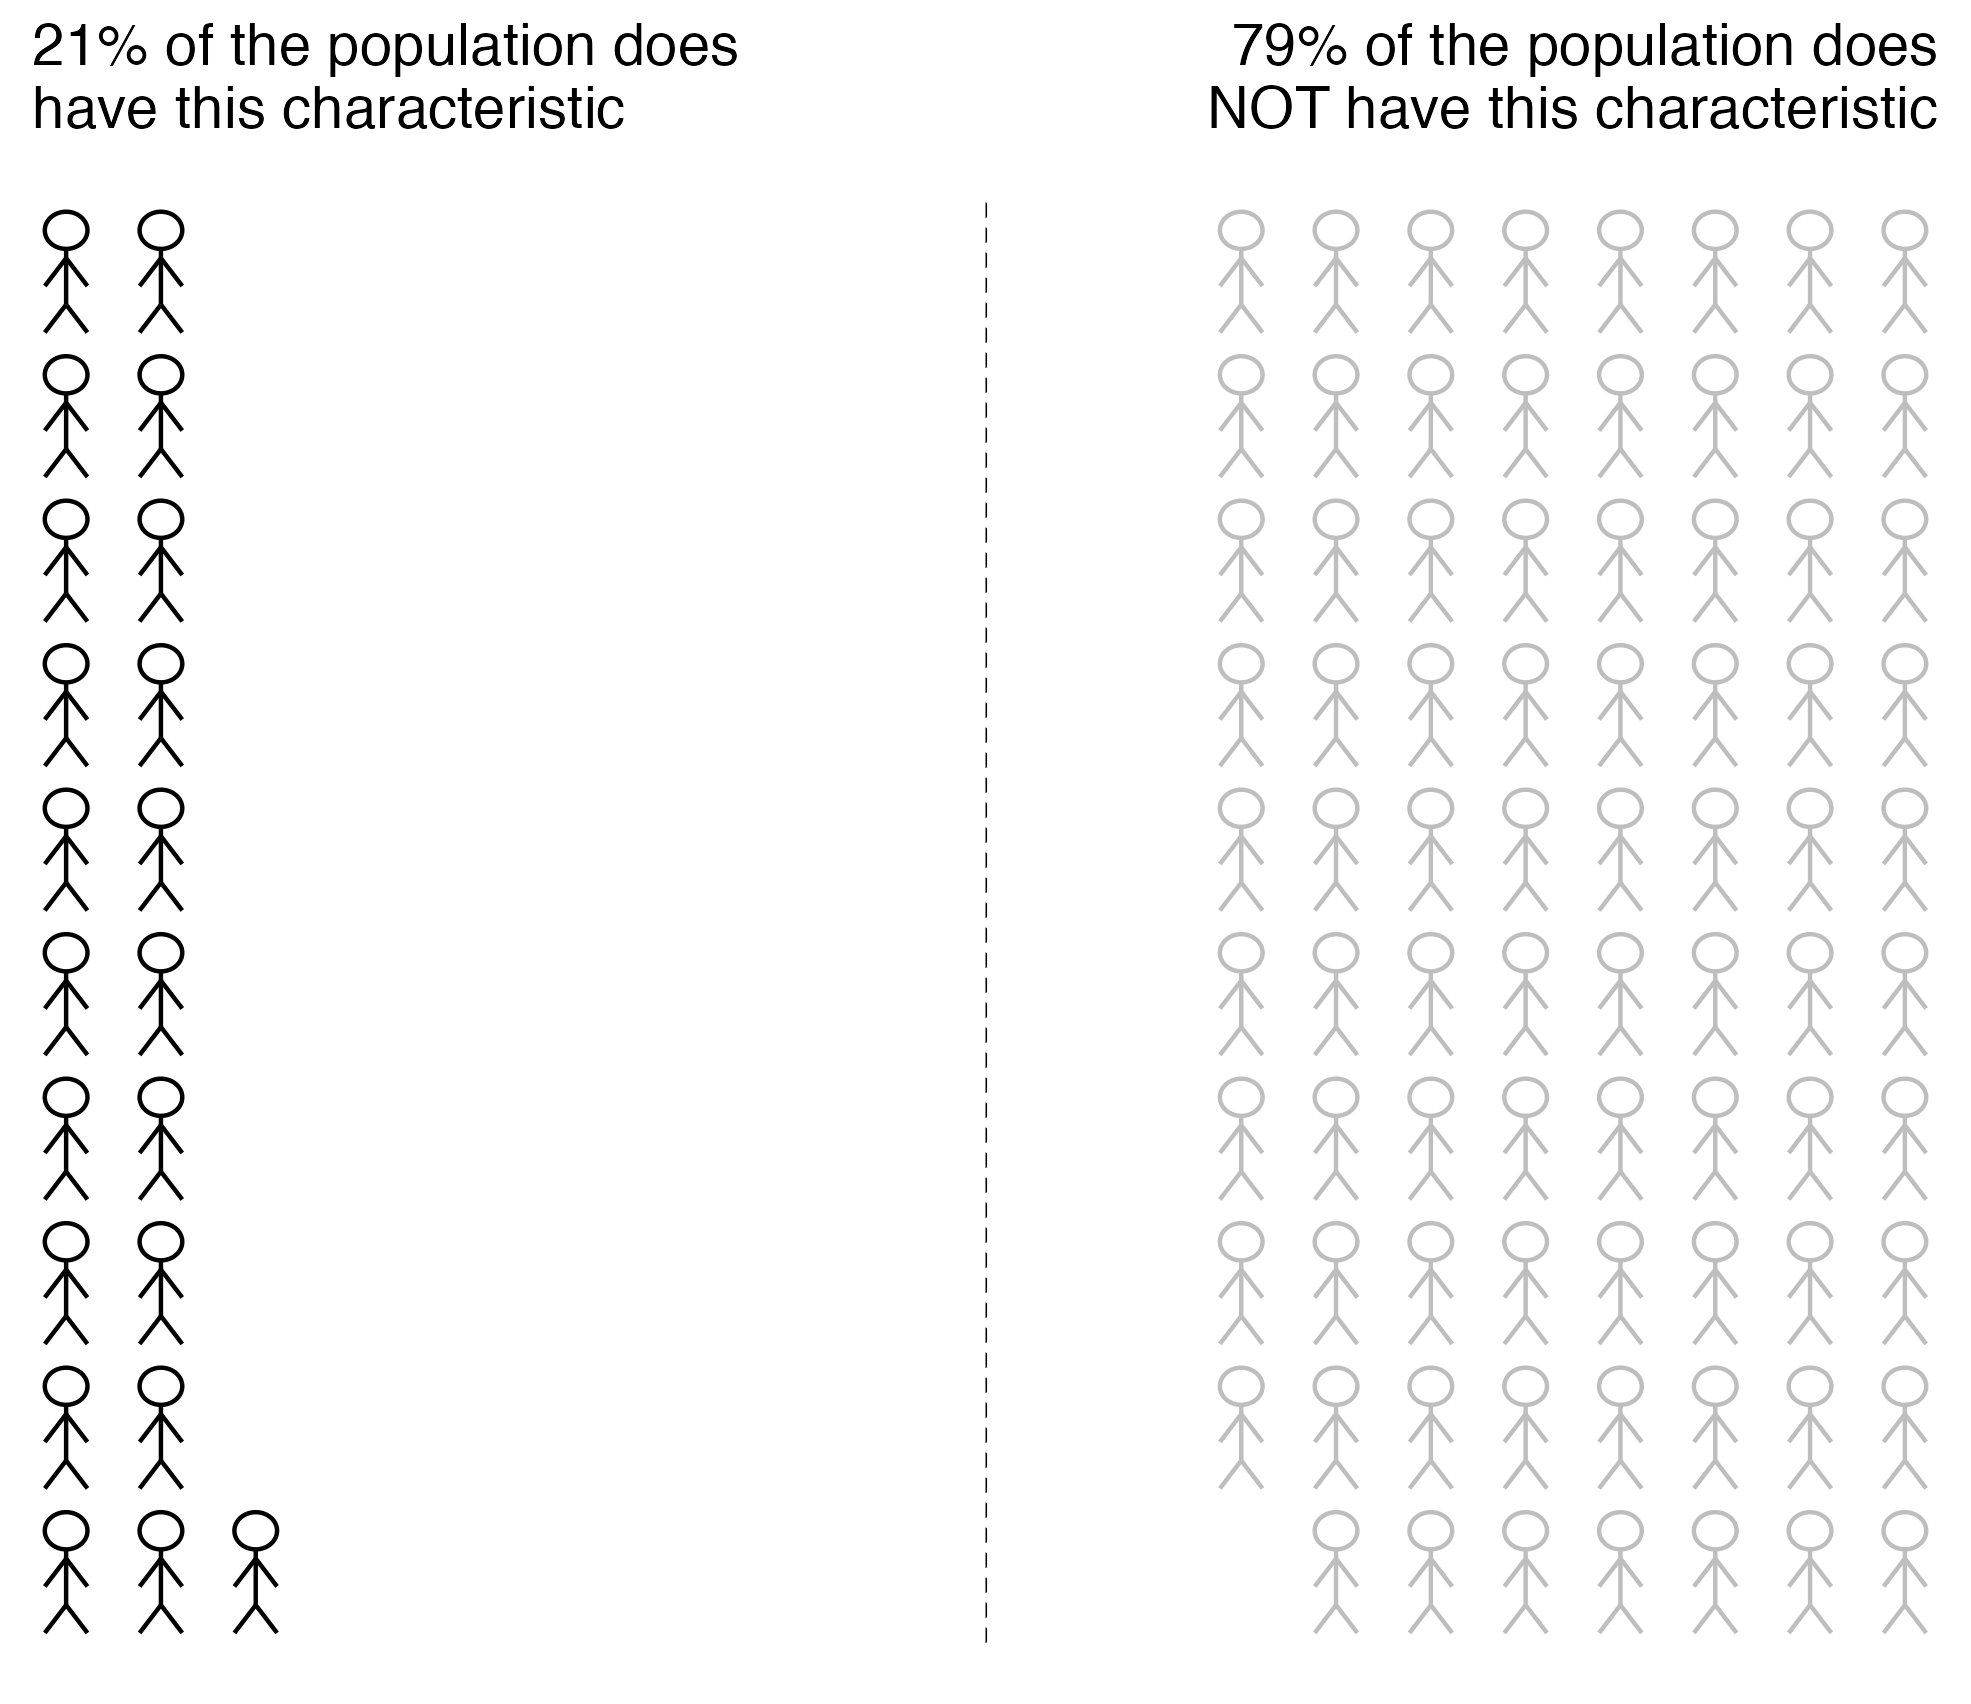 21% of the population does
have this characteristic
79% of the population does
NOT have this characteristic